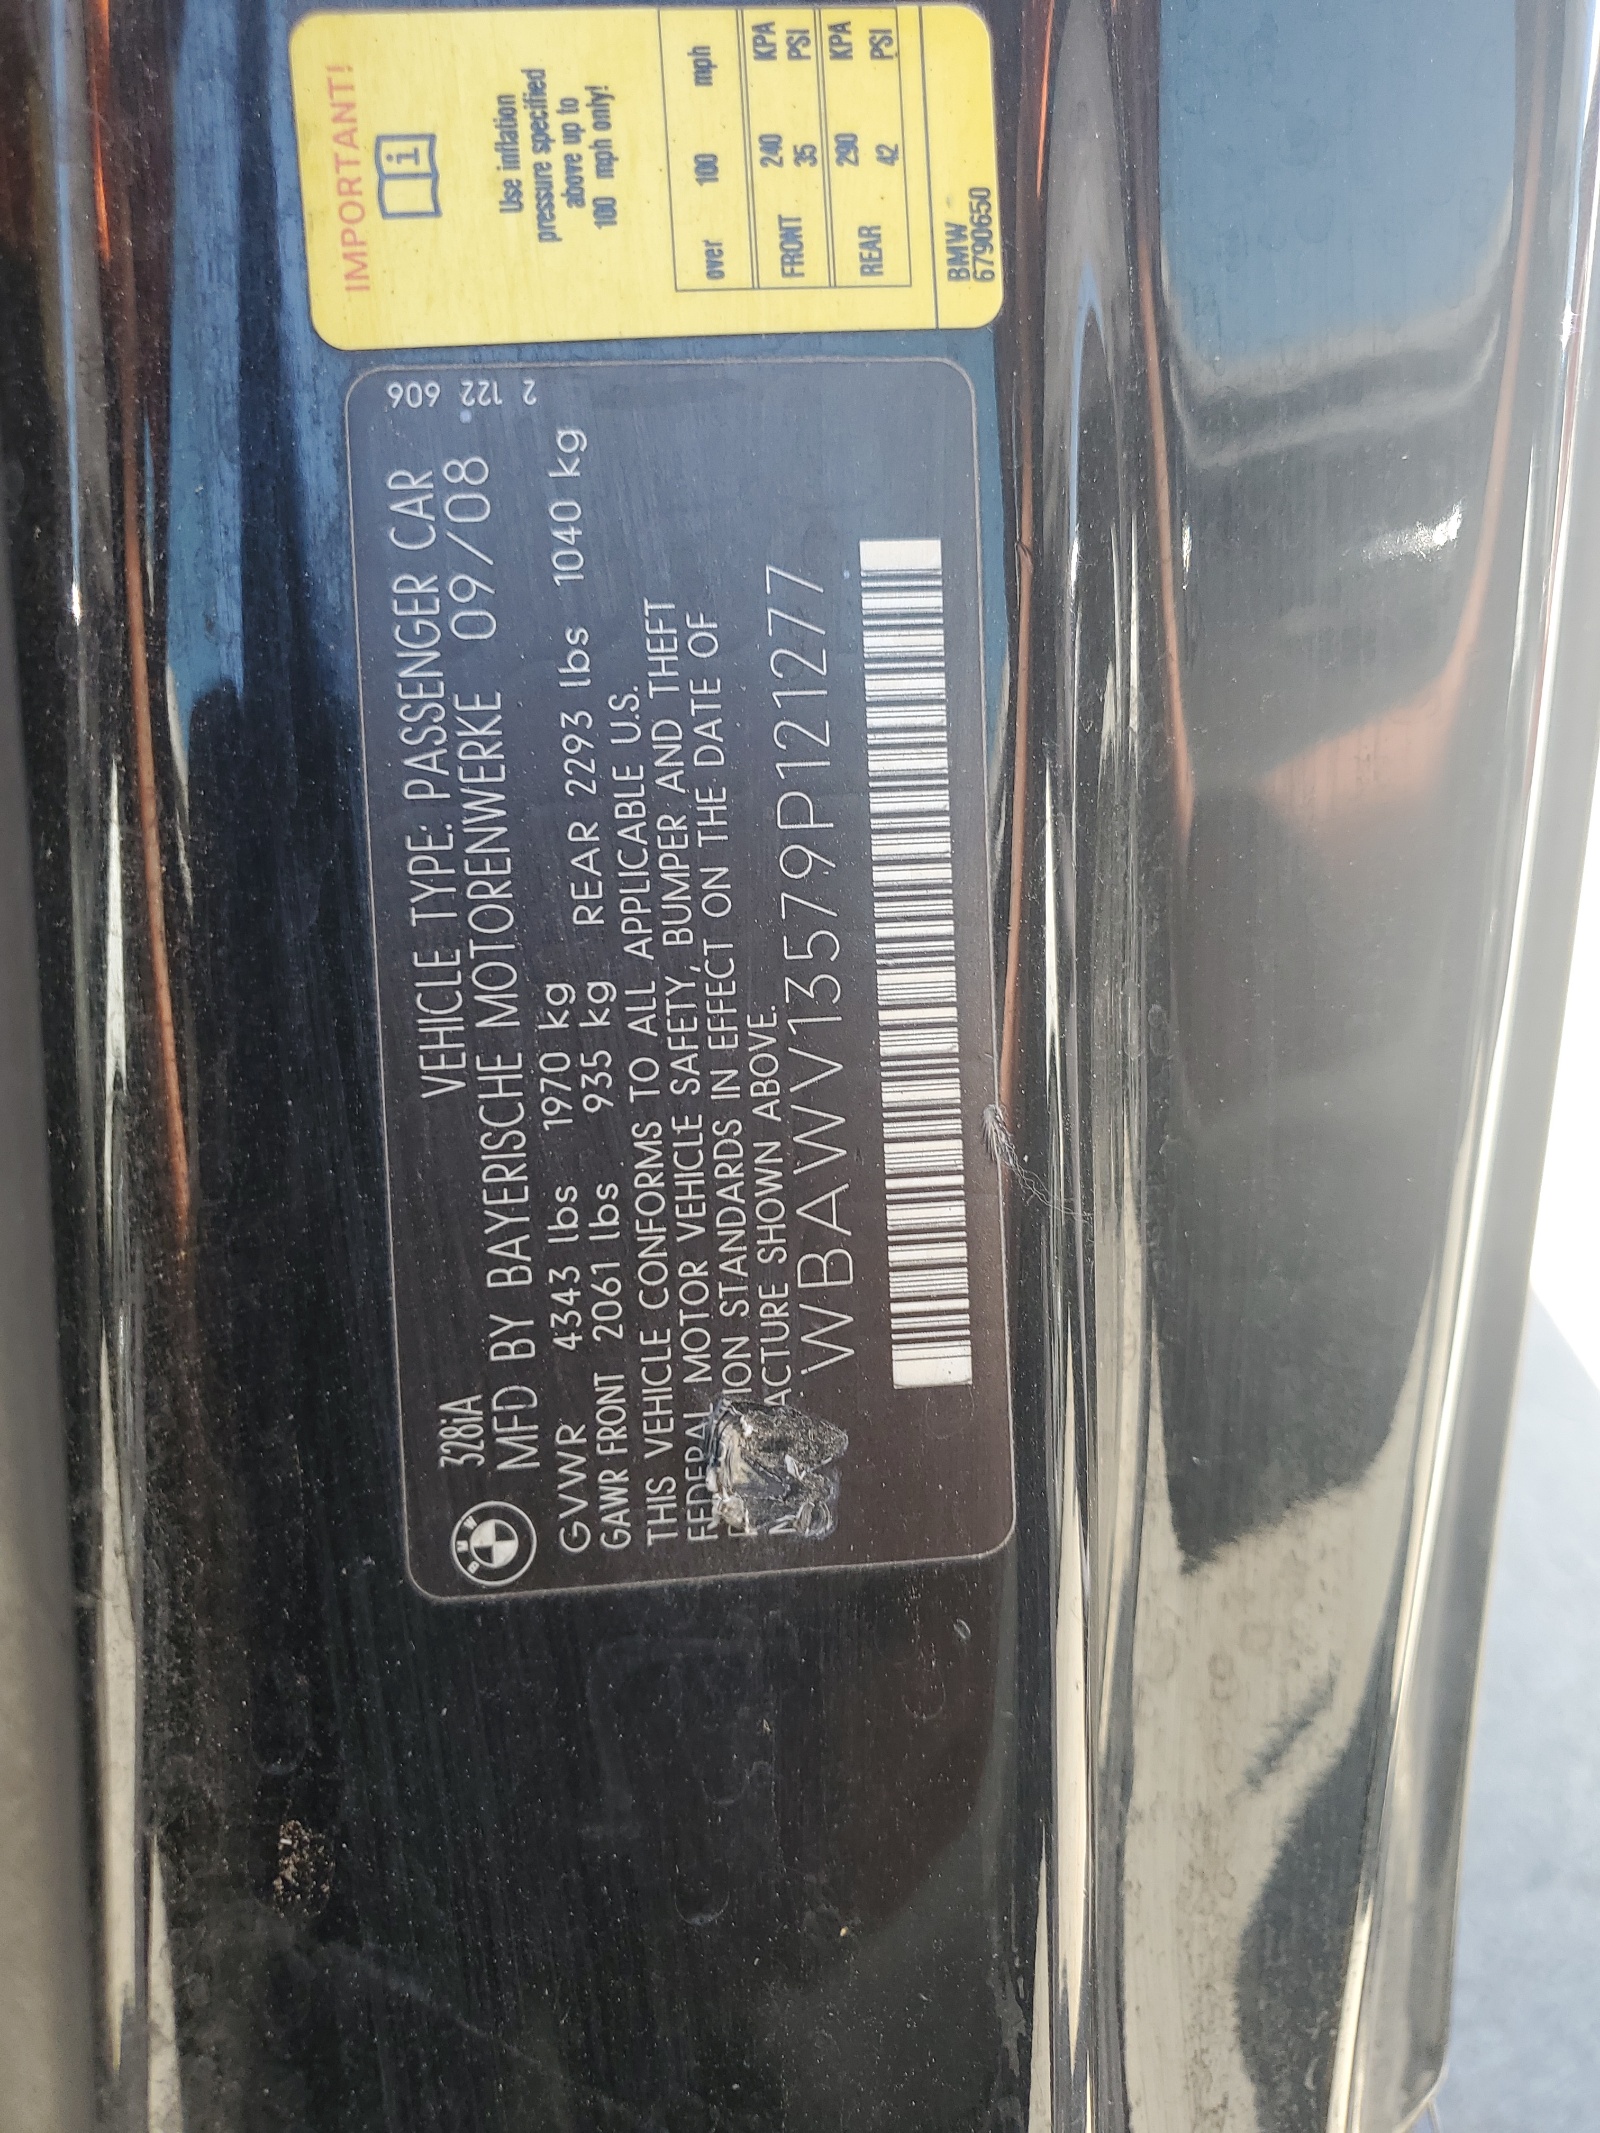 IMPORTANT!
i
Use inflation
pressure specified
above up to
100 mph only!
over 100 mph
FRONT 240 KPA
35 PSI
REAR 290 KPA
42 PSI
BMW
6790650
BMW
328iA VEHICLE TYPE: PASSENGER CAR
MFD BY BAYERISCHE MOTORENWERKE 09/08
GVWR 4343 lbs 1970 kg
GAWR FRONT 2061 lbs 935 kg REAR 2293 lbs 1040 kg
THIS VEHICLE CONFORMS TO ALL APPLICABLE U.S.
FEDERAL MOTOR VEHICLE SAFETY, BUMPER AND THEFT
ION STANDARDS IN EFFECT ON THE DATE OF
ACTURE SHOWN ABOVE.
WBAWV13579P121277
2 122 606